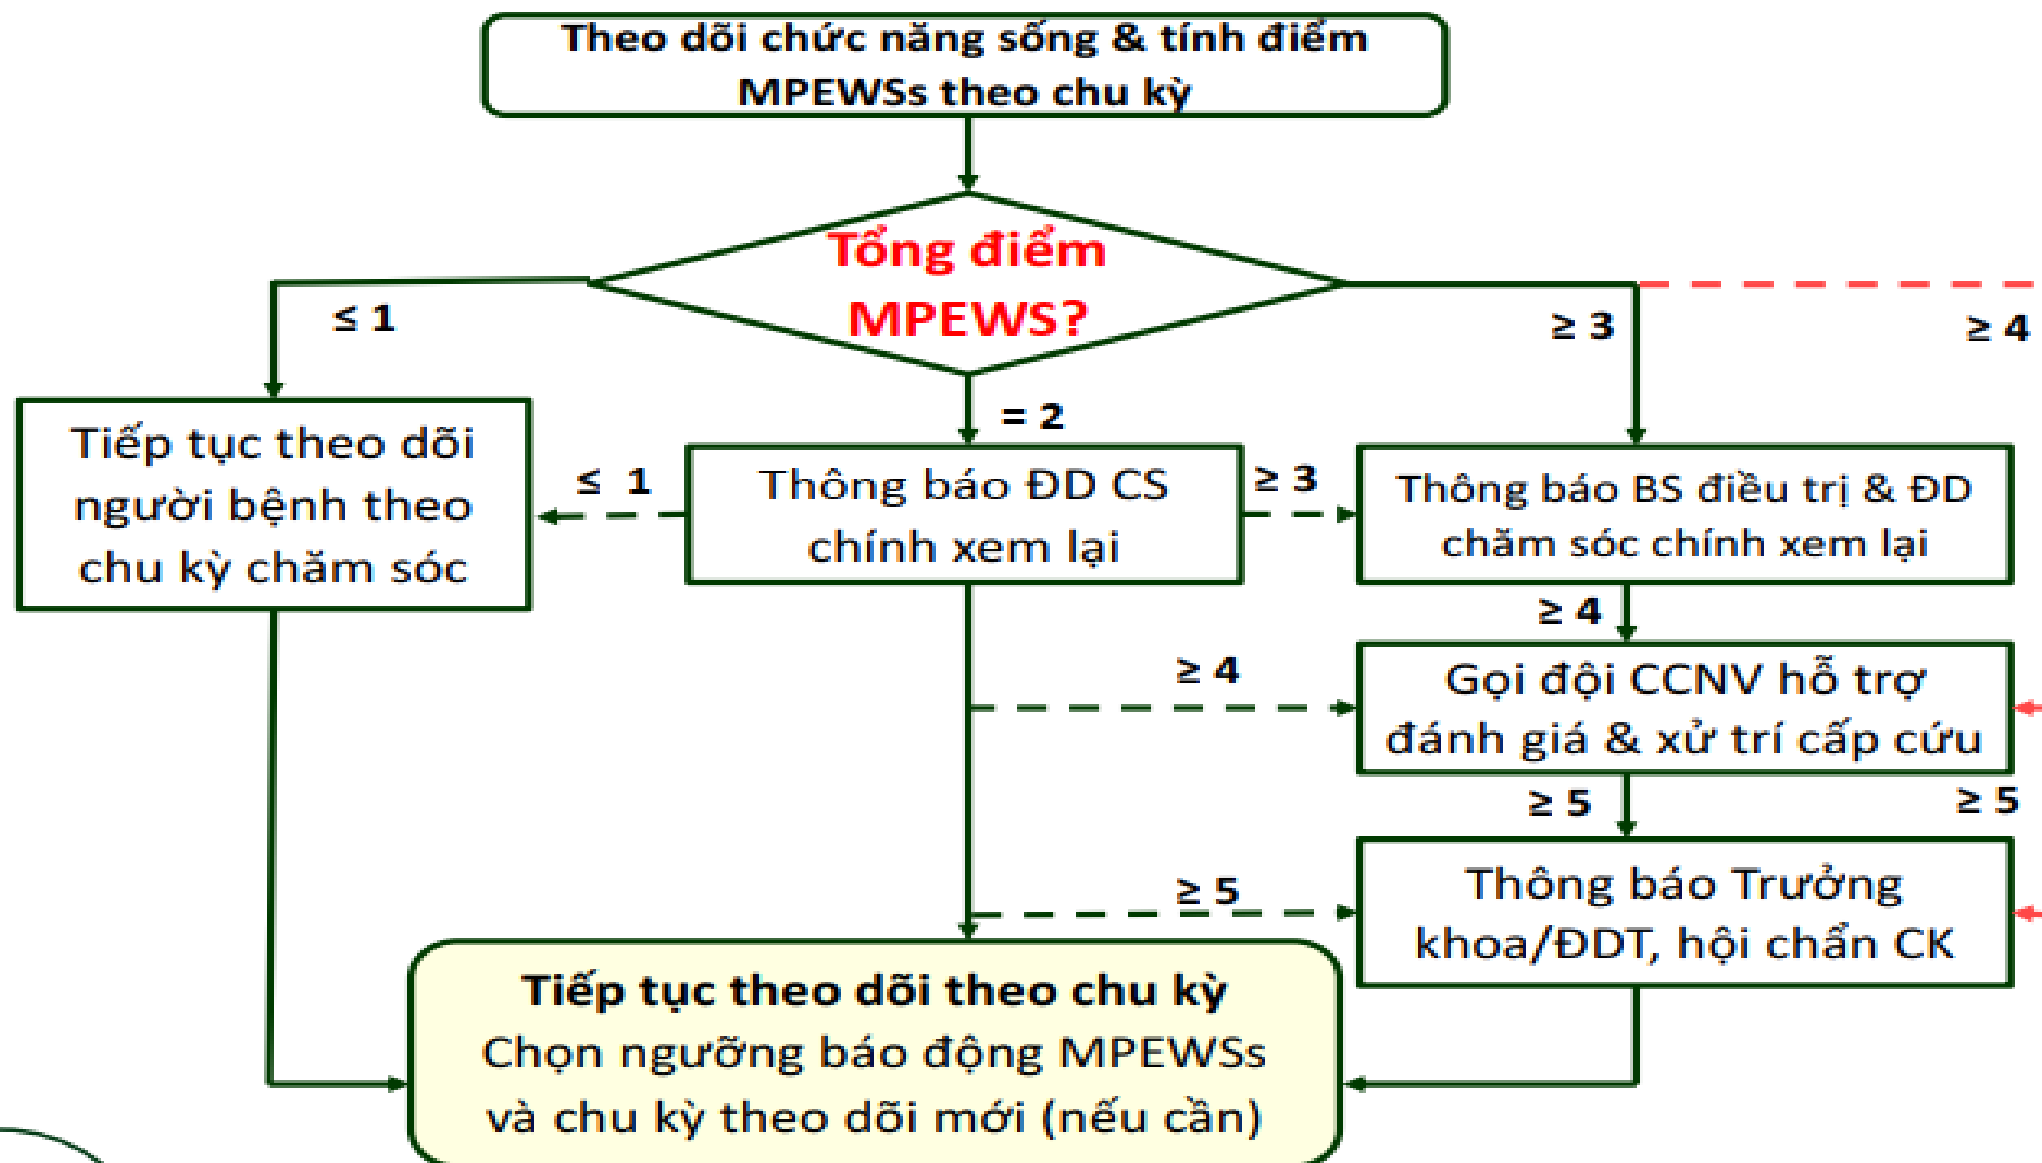 Theo dõi chức năng sống & tính điểm
MPEWSs theo chu kỳ
Tổng điểm
MPEWS?
≤ 1
≥ 3
≥ 4
= 2
Tiếp tục theo dõi
người bệnh theo
chu kỳ chăm sóc
≤ 1
Thông báo ĐD CS
chính xem lại
≥ 3
Thông báo BS điều trị & ĐD
chăm sóc chính xem lại
≥ 4
≥ 4
Gọi đội CCNV hỗ trợ
đánh giá & xử trí cấp cứu
≥ 5
≥ 5
≥ 5
Thông báo Trưởng
khoa/ĐDT, hội chẩn CK
Tiếp tục theo dõi theo chu kỳ
Chọn ngưỡng báo động MPEWSs
và chu kỳ theo dõi mới (nếu cần)